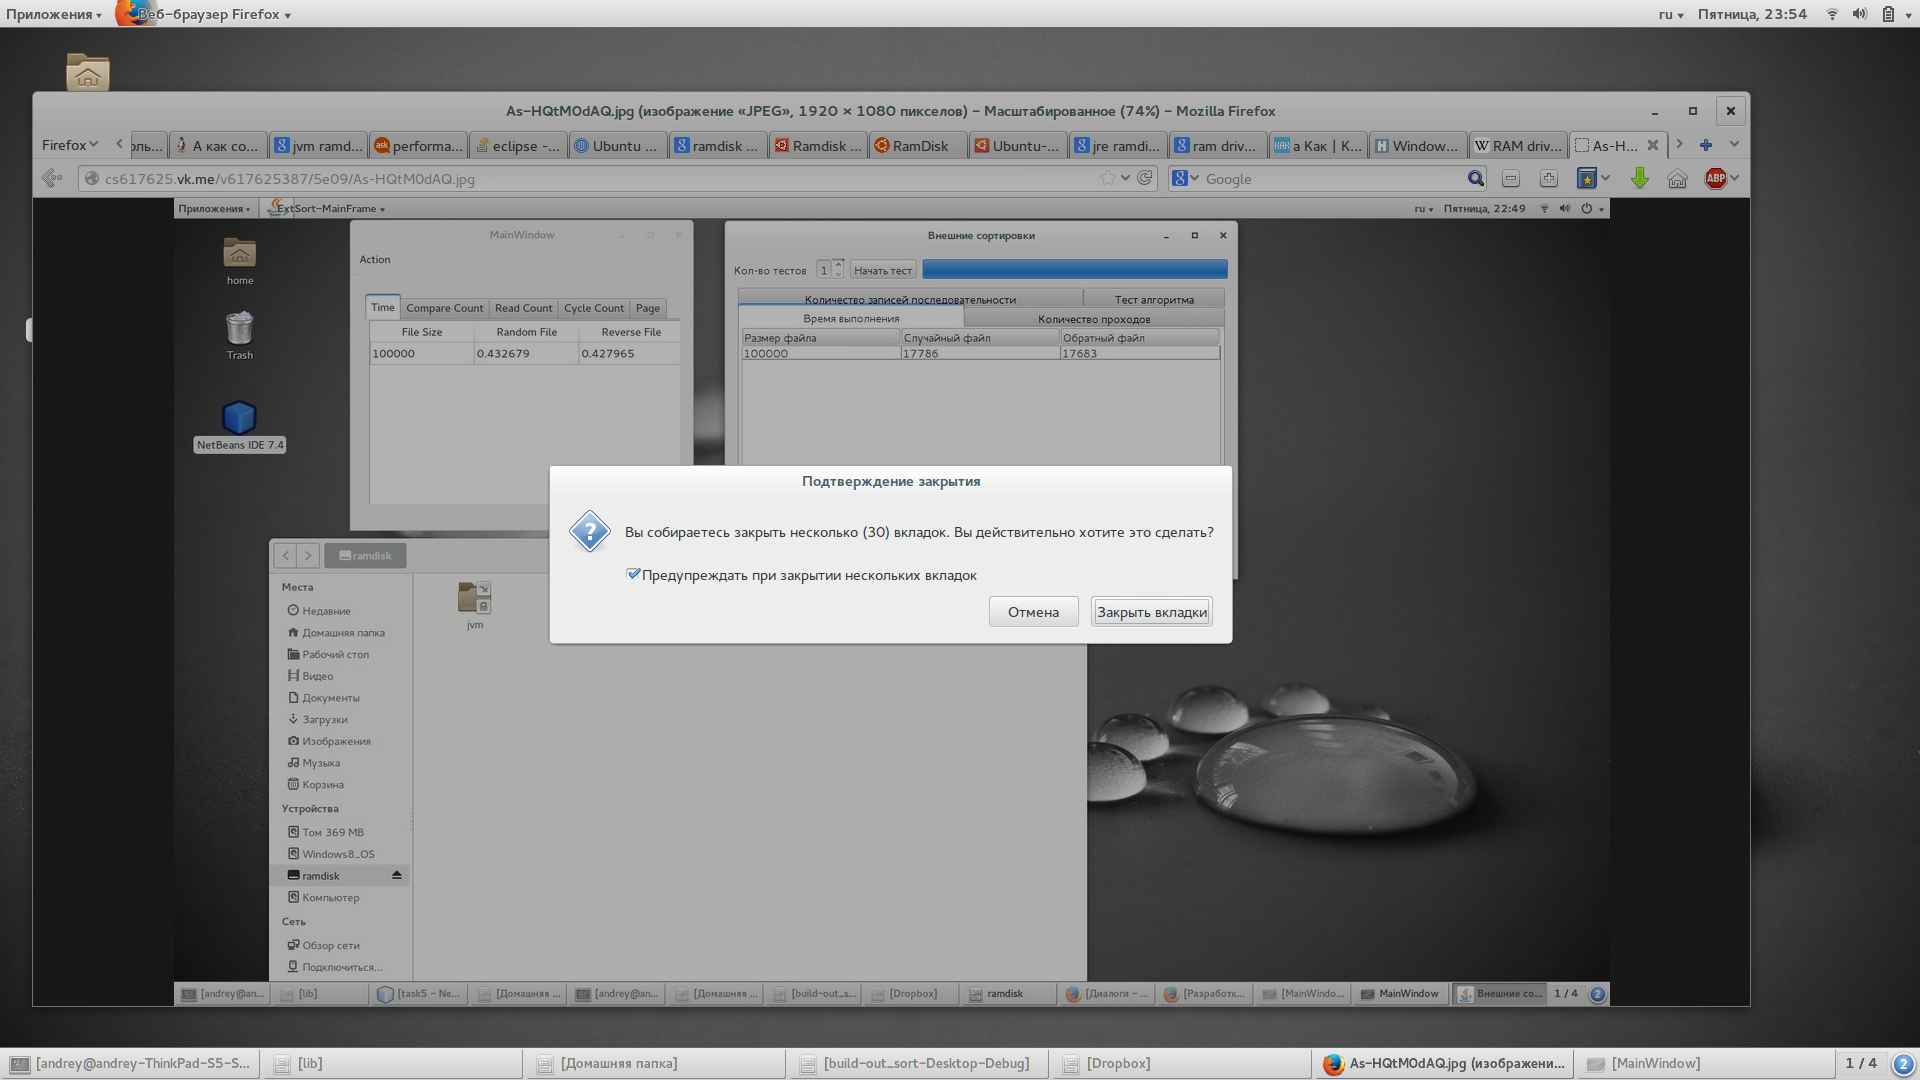 Приложения
Веб-браузер Firefox
ru
Пятница, 23:54
As-HQtM0dAQ.jpg (изображение «JPEG», 1920 × 1080 пикселов) – Масштабированное (74%) – Mozilla Firefox
Firefox
оль...
А как со...
jvm ramd...
performa...
eclipse -...
Ubuntu ...
ramdisk ...
Ramdisk ...
RamDisk
Ubuntu-...
jre ramdi...
ram driv...
а Как | К...
Window...
RAM driv...
As-H...
cs617625.vk.me/v617625387/5e09/As-HQtM0dAQ.jpg
Google
ABP
Приложения
ExtSort-MainFrame
ru
Пятница, 22:49
home
Trash
NetBeans IDE 7.4
MainWindow
Action
Time
Compare Count
Read Count
Cycle Count
Page
File Size
Random File
Reverse File
100000
0.432679
0.427965
Внешние сортировки
Кол-во тестов
1
Начать тест
Количество записей последовательности
Тест алгоритма
Время выполнения
Количество проходов
Размер файла
Случайный файл
Обратный файл
100000
17786
17683
Подтверждение закрытия
Вы собираетесь закрыть несколько (30) вкладок. Вы действительно хотите это сделать?
Предупреждать при закрытии нескольких вкладок
Отмена
Закрыть вкладки
ramdisk
jvm
Места
Недавние
Домашняя папка
Рабочий стол
Видео
Документы
Загрузки
Изображения
Музыка
Корзина
Устройства
Том 369 MB
Windows8_OS
ramdisk
Компьютер
Сеть
Обзор сети
Подключиться...
[andrey@an...
[lib]
[task5 – Ne...
[Домашняя ...
[andrey@an...
[Домашняя ...
[build-out_s...
[Dropbox]
ramdisk
[Диалоги – ...
[Разработк...
[MainWindo...
MainWindow
Внешние со...
1 / 4
2
[andrey@andrey-ThinkPad-S5-S...
[lib]
[Домашняя папка]
[build-out_sort-Desktop-Debug]
[Dropbox]
As-HQtM0dAQ.jpg (изображени...
[MainWindow]
1 / 4
2